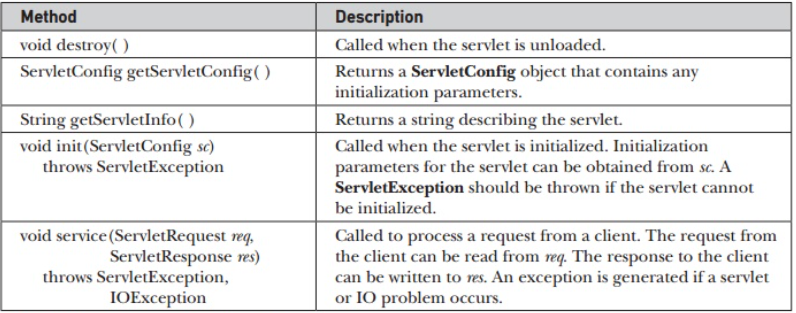 Method Description
void destroy( ) Called when the servlet is unloaded.
ServletConfig getServletConfig( ) Returns a ServletConfig object that contains any
initialization parameters.
String getServletInfo( ) Returns a string describing the servlet.
void init(ServletConfig sc) Called when the servlet is initialized. Initialization
throws ServletException parameters for the servlet can be obtained from sc. A
ServletException should be thrown if the servlet cannot
be initialized.
void service(ServletRequest req, Called to process a request from a client. The request from
ServletResponse res) the client can be read from req. The response to the client
throws ServletException, can be written to res. An exception is generated if a servlet
IOException or IO problem occurs.